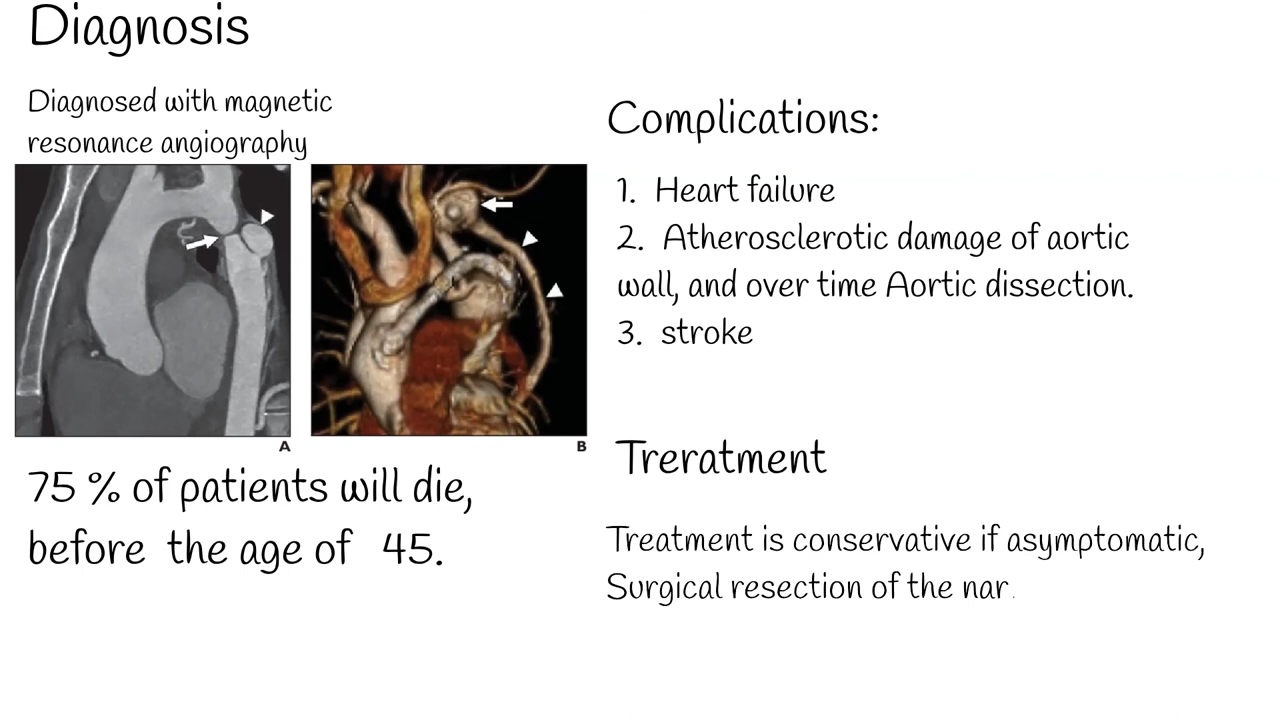 Diagnosis
Diagnosed with magnetic
resonance angiography
A
B
75 % of patients will die,
before the age of 45.
Complications:
1. Heart failure
2. Atherosclerotic damage of aortic
wall, and over time Aortic dissection.
3. stroke
Treratment
Treatment is conservative if asymptomatic,
Surgical resection of the nar